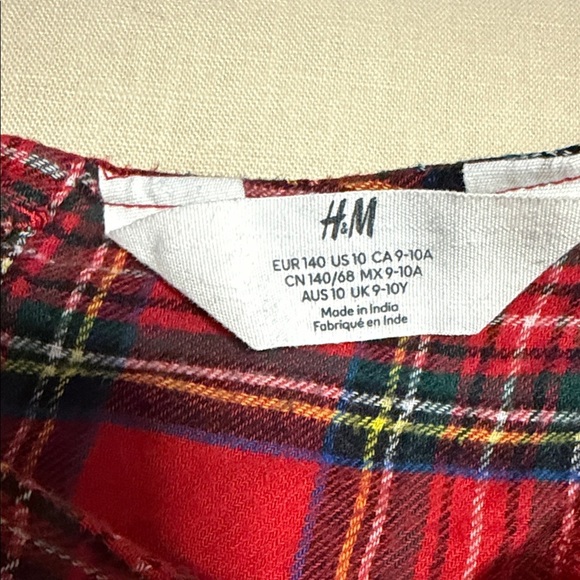 H&M
EUR 140 US 10 CA 9-10A
CN 140/68 MX 9-10A
AUS 10 UK 9-10Y
Made in India
Fabriqué en Inde